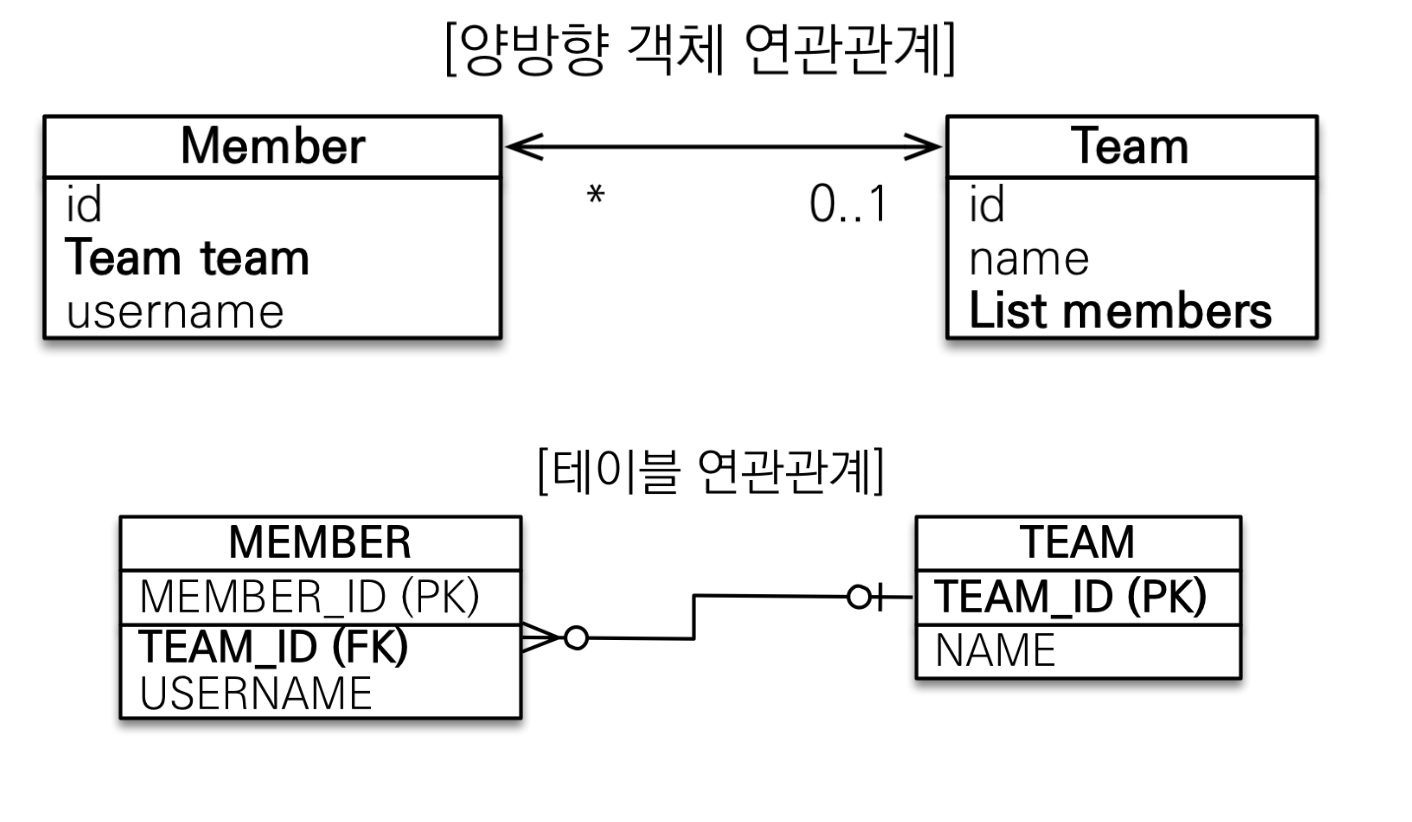 [양방향 객체 연관관계]
Member
id
Team team
username
* 0..1
Team
id
name
List members
[테이블 연관관계]
MEMBER
MEMBER_ID (PK)
TEAM_ID (FK)
USERNAME
TEAM
TEAM_ID (PK)
NAME